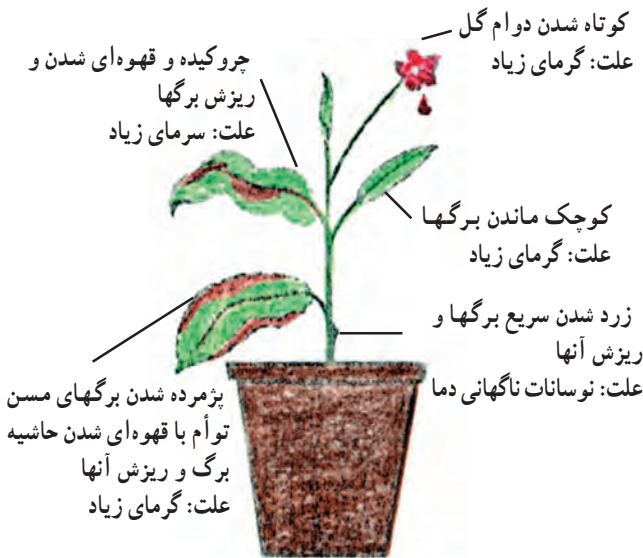 کوتاه شدن دوام گل
علت: گرمای زیاد
چروکیده و قهوه‌ای شدن و
ریزش برگها
علت: سرمای زیاد
کوچک ماندن برگها
علت: گرمای زیاد
زرد شدن سریع برگها و
ریزش آنها
علت: نوسانات ناگهانی دما
پژمرده شدن برگهای مسن
توأم با قهوه‌ای شدن حاشیه
برگ و ریزش آنها
علت: گرمای زیاد